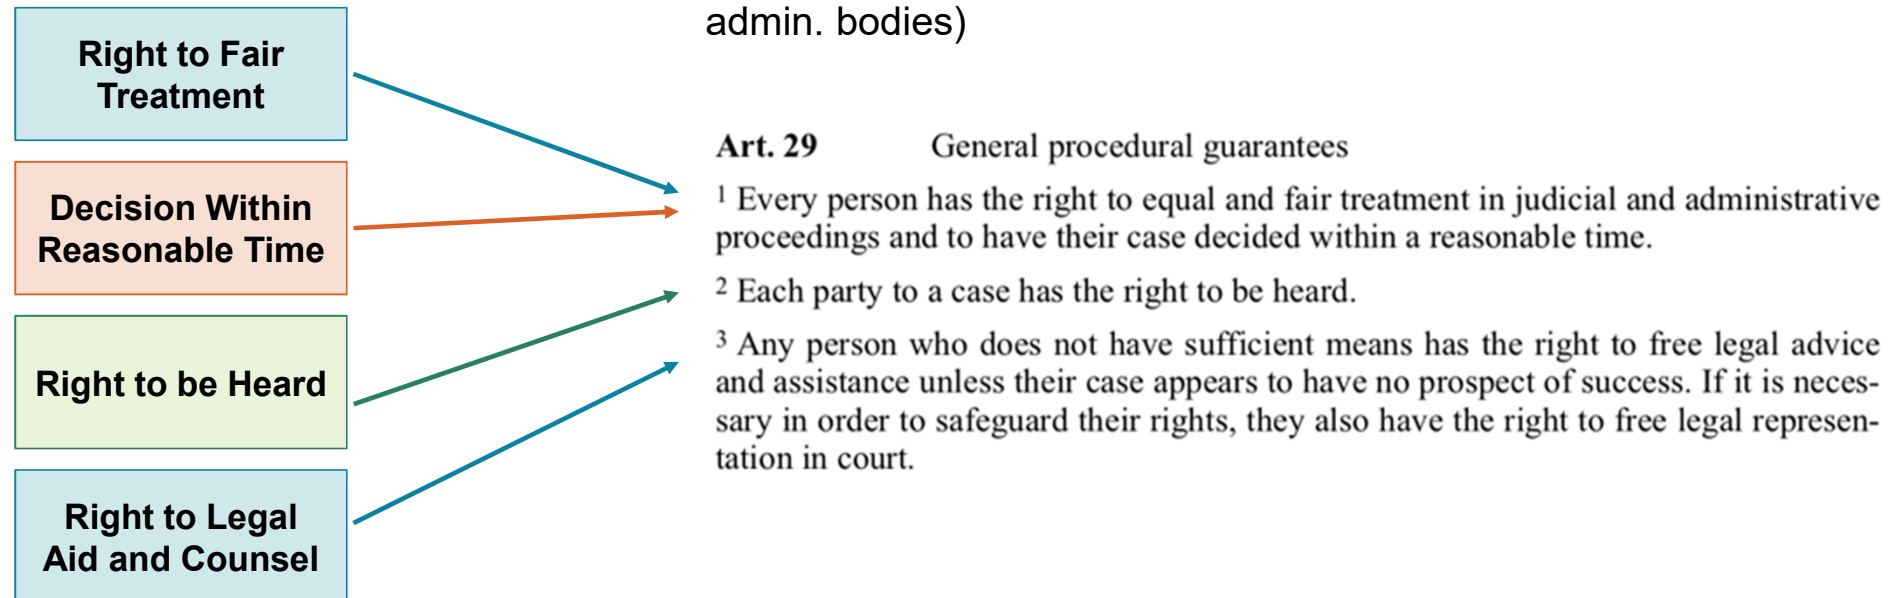 Right to Fair
Treatment
Decision Within
Reasonable Time
Right to be Heard
Right to Legal
Aid and Counsel
admin. bodies)
Art. 29 General procedural guarantees
1 Every person has the right to equal and fair treatment in judicial and administrative
proceedings and to have their case decided within a reasonable time.
2 Each party to a case has the right to be heard.
3 Any person who does not have sufficient means has the right to free legal advice
and assistance unless their case appears to have no prospect of success. If it is neces-
sary in order to safeguard their rights, they also have the right to free legal represen-
tation in court.